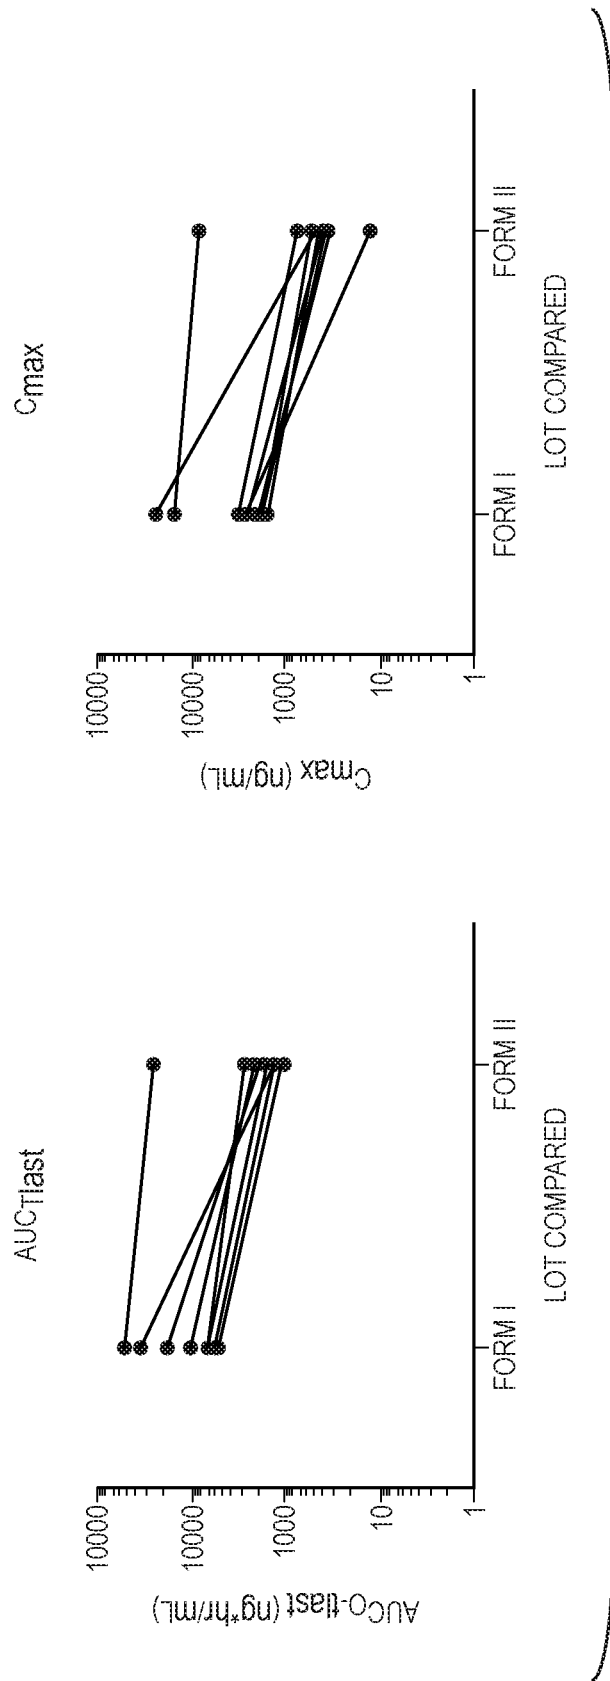 AUCTlast
AUCO-tlast (ng*hr/mL)
10000
10000
1000
10
1
FORM I
FORM II
LOT COMPARED
Cmax
Cmax (ng/mL)
10000
10000
1000
10
1
FORM I
FORM II
LOT COMPARED